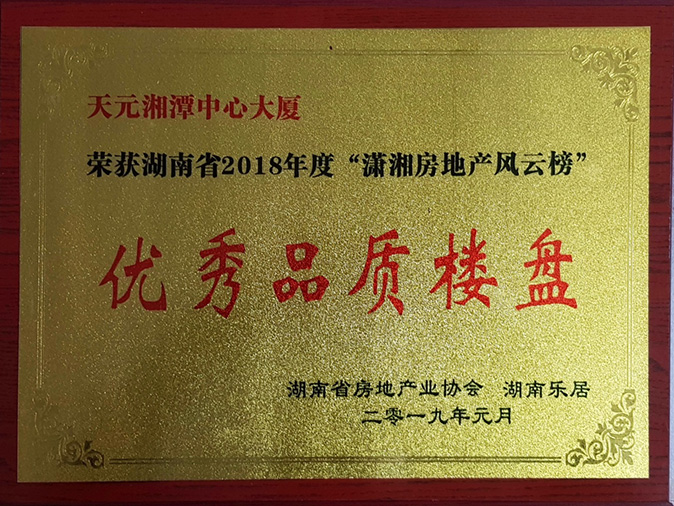 天元湘潭中心大厦
荣获湖南省2018年度“潇湘房地产风云榜”
优秀品质楼盘
湖南省房地产业协会 湖南乐居
二零一九年元月